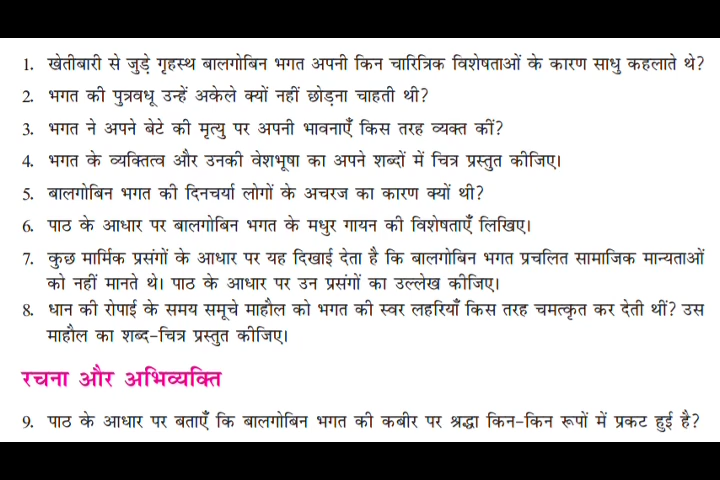 1. खेतीबारी से जुड़े गृहस्थ बालगोबिन भगत अपनी किन चारित्रिक विशेषताओं के कारण साधु कहलाते थे?
2. भगत की पुत्रवधू उन्हें अकेले क्यों नहीं छोड़ना चाहती थी?
3. भगत ने अपने बेटे की मृत्यु पर अपनी भावनाएँ किस तरह व्यक्त कीं?
4. भगत के व्यक्तित्व और उनकी वेशभूषा का अपने शब्दों में चित्र प्रस्तुत कीजिए।
5. बालगोबिन भगत की दिनचर्या लोगों के अचरज का कारण क्यों थी?
6. पाठ के आधार पर बालगोबिन भगत के मधुर गायन की विशेषताएँ लिखिए।
7. कुछ मार्मिक प्रसंगों के आधार पर यह दिखाई देता है कि बालगोबिन भगत प्रचलित सामाजिक मान्यताओं
को नहीं मानते थे। पाठ के आधार पर उन प्रसंगों का उल्लेख कीजिए।
8. धान की रोपाई के समय समूचे माहौल को भगत की स्वर लहरियाँ किस तरह चमत्कृत कर देती थीं? उस
माहौल का शब्द-चित्र प्रस्तुत कीजिए।
रचना और अभिव्यक्ति
9. पाठ के आधार पर बताएँ कि बालगोबिन भगत की कबीर पर श्रद्धा किन-किन रूपों में प्रकट हुई है?